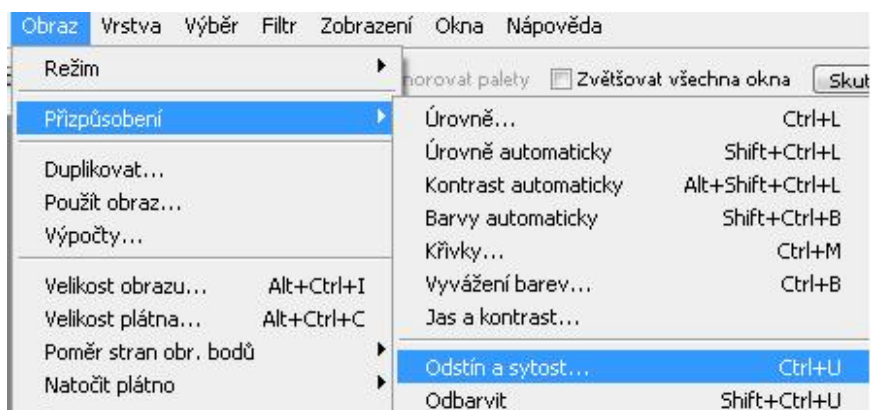 Obraz Vrstva Výběr Filtr Zobrazení Okna Nápověda
Režim
norovat palety Zvětšovat všechna okna Skut
Přizpůsobení
Duplikovat...
Použít obraz...
Výpočty...
Velikost obrazu... Alt+Ctrl+I
Velikost plátna... Alt+Ctrl+C
Poměr stran obr. bodů
Natočit plátno
Úrovně... Ctrl+L
Úrovně automaticky Shift+Ctrl+L
Kontrast automaticky Alt+Shift+Ctrl+L
Barvy automaticky Shift+Ctrl+B
Křivky... Ctrl+M
Vyvážení barev... Ctrl+B
Jas a kontrast...
Odstín a sytost... Ctrl+U
Odbarvit Shift+Ctrl+U